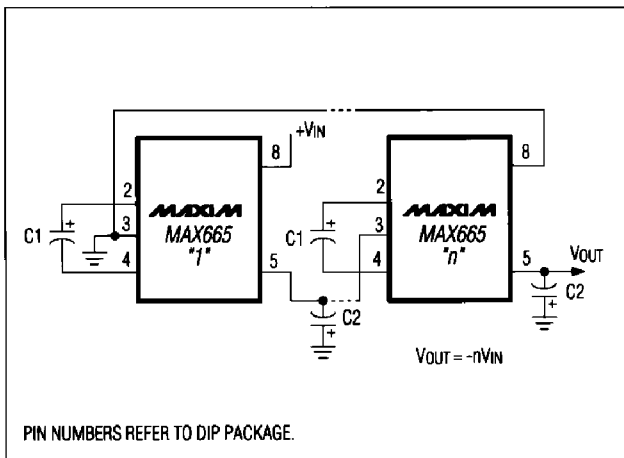 +VIN
8
8
2
MAXIM
MAX665
"1"
3
4
5
C1
+
2
MAXIM
MAX665
"n"
3
4
5
C1
+
VOUT
C2
+
C2
+
VOUT = -nVIN
PIN NUMBERS REFER TO DIP PACKAGE.